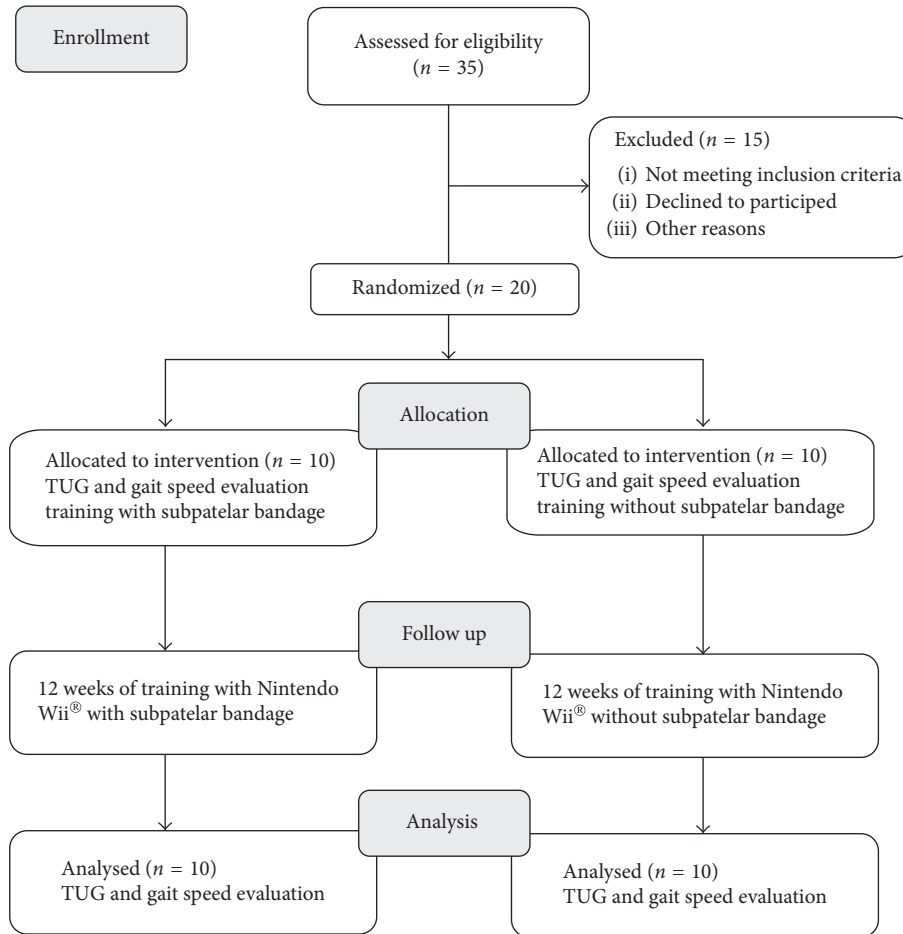 Enrollment
Assessed for eligibility
(n = 35)
Excluded (n = 15)
(i) Not meeting inclusion criteria
(ii) Declined to participed
(iii) Other reasons
Randomized (n = 20)
Allocation
Allocated to intervention (n = 10)
TUG and gait speed evaluation
training with subpatelar bandage
Allocated to intervention (n = 10)
TUG and gait speed evaluation
training without subpatelar bandage
Follow up
12 weeks of training with Nintendo
Wii® with subpatelar bandage
12 weeks of training with Nintendo
Wii® without subpatelar bandage
Analysis
Analysed (n = 10)
TUG and gait speed evaluation
Analysed (n = 10)
TUG and gait speed evaluation